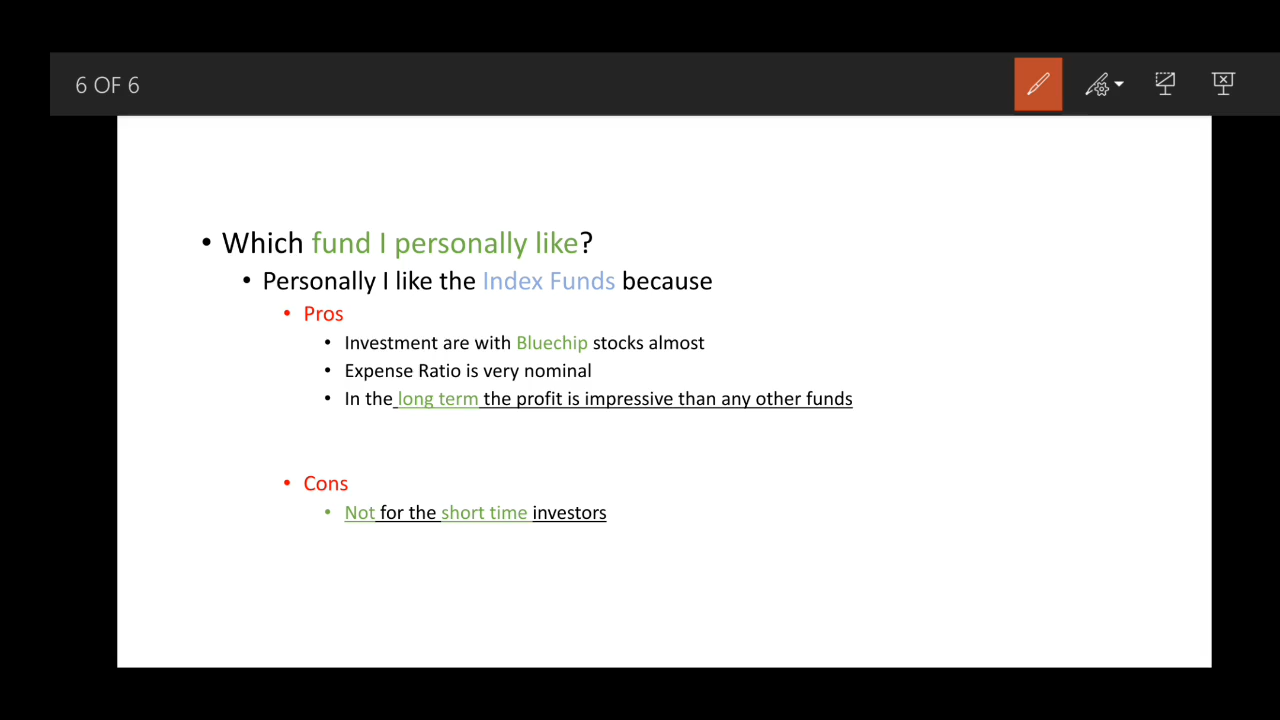 6 OF 6
• Which fund I personally like?
• Personally I like the Index Funds because
• Pros
• Investment are with Bluechip stocks almost
• Expense Ratio is very nominal
• In the long term the profit is impressive than any other funds
• Cons
• Not for the short time investors